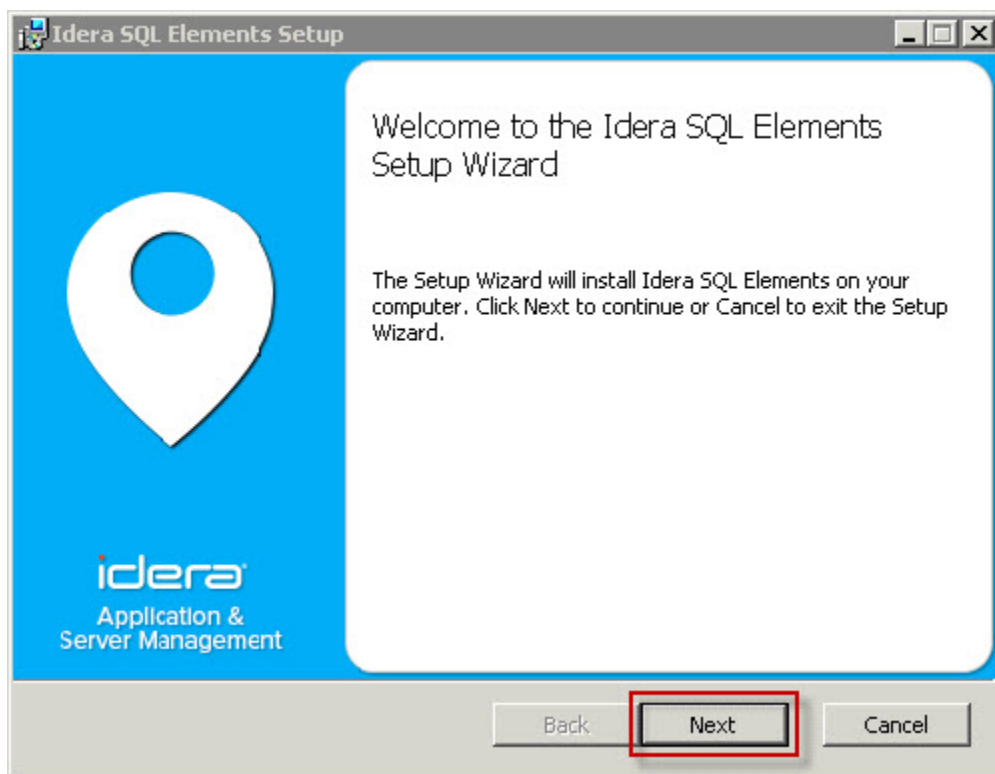 Idera SQL Elements Setup
Welcome to the Idera SQL Elements
Setup Wizard
The Setup Wizard will install Idera SQL Elements on your
computer. Click Next to continue or Cancel to exit the Setup
Wizard.
idera
Application &
Server Management
Back
Next
Cancel